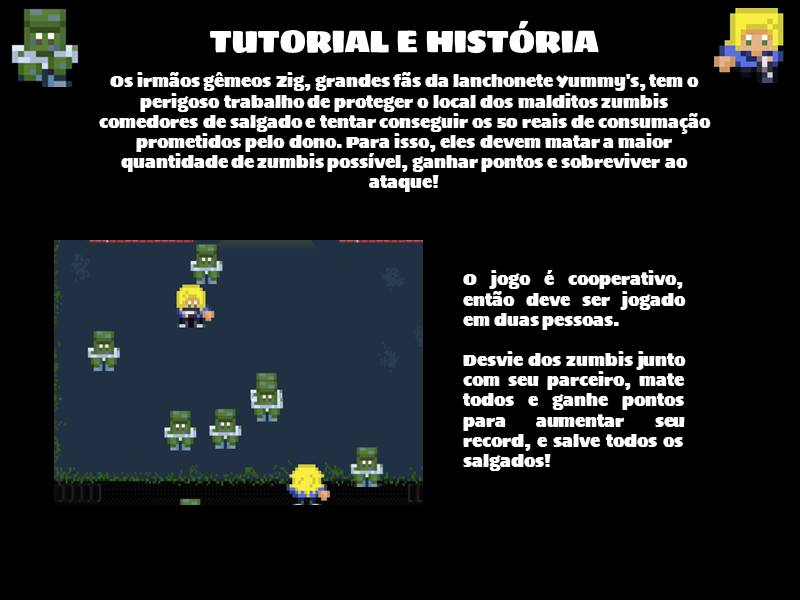 TUTORIAL E HISTÓRIA
Os irmãos gêmeos Zig, grandes fãs da lanchonete Yummy's, tem o
perigoso trabalho de proteger o local dos malditos zumbis
comedores de salgado e tentar conseguir os 50 reais de consumação
prometidos pelo dono. Para isso, eles devem matar a maior
quantidade de zumbis possível, ganhar pontos e sobreviver ao
ataque!
O jogo é cooperativo,
então deve ser jogado
em duas pessoas.
Desvie dos zumbis junto
com seu parceiro, mate
todos e ganhe pontos
para aumentar seu
record, e salve todos os
salgados!